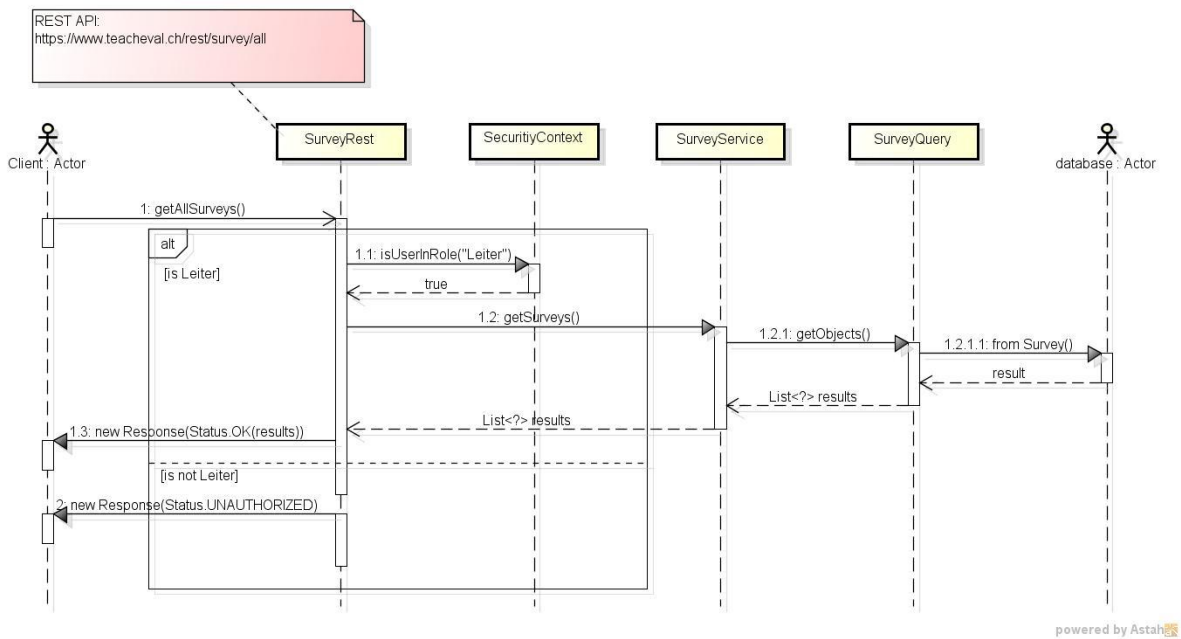 REST API:
https://www.teacheval.ch/rest/survey/all
Client : Actor
SurveyRest
SecuritiyContext
SurveyService
SurveyQuery
database : Actor
1: getAllSurveys()
alt
[is Leiter]
1.1: isUserInRole("Leiter")
true
1.2: getSurveys()
1.2.1: getObjects()
1.2.1.1: from Survey()
result
List<?> results
List<?> results
1.3: new Response(Status.OK(results))
[is not Leiter]
2: new Response(Status.UNAUTHORIZED)
powered by Astah